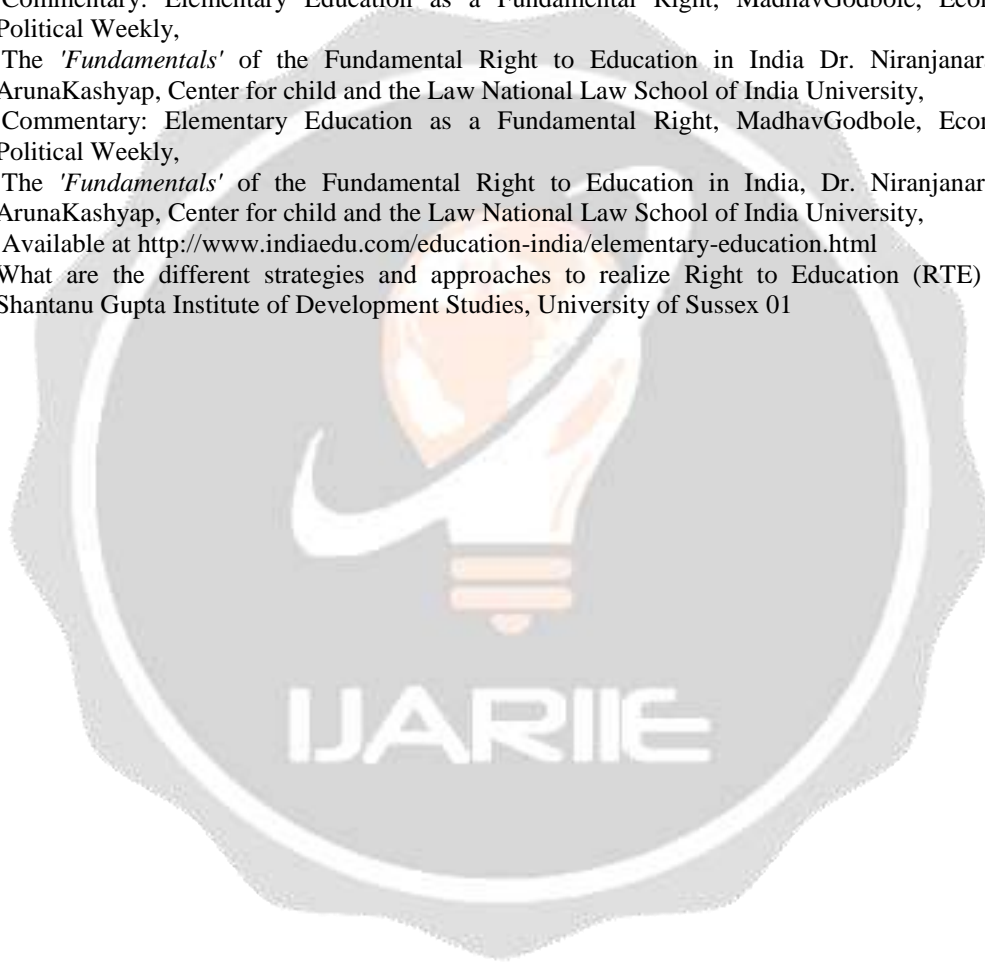 Commentary: Elementary Education as a Fundamental Right, MadhavGodbole,
Political Weekly,
The 'Fundamentals' of the Fundamental Right to Education in India Dr.
ArunaKashyap, Center for child and the Law National Law School of India University,
Commentary: Elementary Education as a Fundamental Right, MadhavGodbole,
Political Weekly,
The 'Fundamentals' of the Fundamental Right to Education in India, Dr.
ArunaKashyap, Center for child and the Law National Law School of India University,
Available at http://www.indiaedu.com/education-india/elementary-education.html
What are the different strategies and approaches to realize Right to Education (RTE)
Shantanu Gupta Institute of Development Studies, University of Sussex 01
IJARIIE